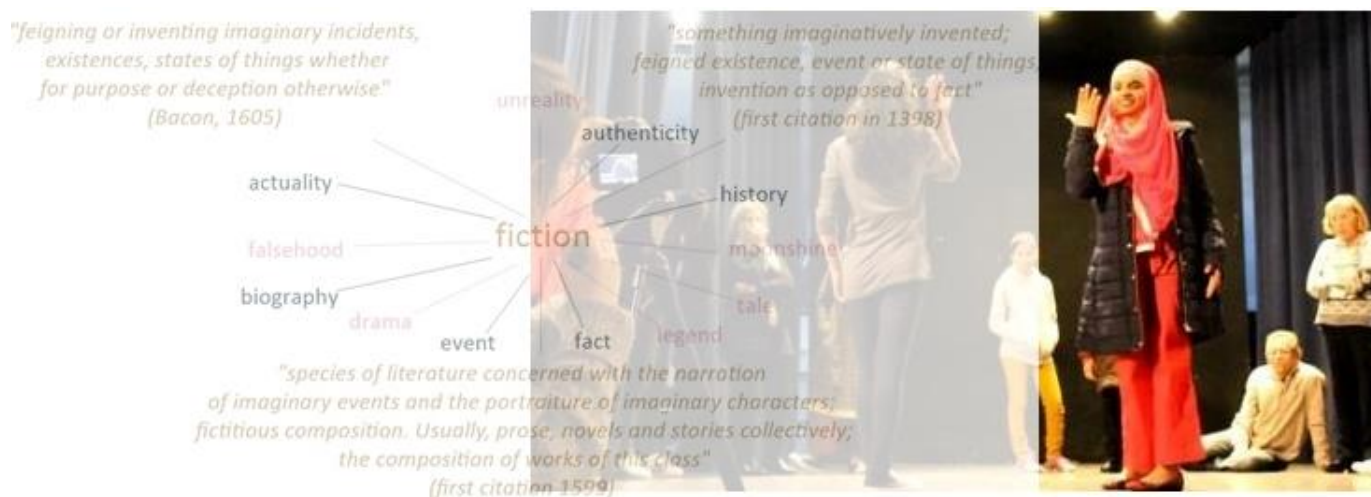 "feigning or inventing imaginary incidents,
existences, states of things whether
for purpose or deception otherwise"
(Bacon, 1605)
"something imaginatively invented;
feigned existence, event or state of things,
invention as opposed to fact"
(first citation in 1398)
unreality
authenticity
actuality
history
fiction
falsehood
moonshine
biography
tale
drama
legend
event
fact
"species of literature concerned with the narration
of imaginary events and the portraiture of imaginary characters;
fictitious composition. Usually, prose, novels and stories collectively;
the composition of works of this class"
(first citation 1599)